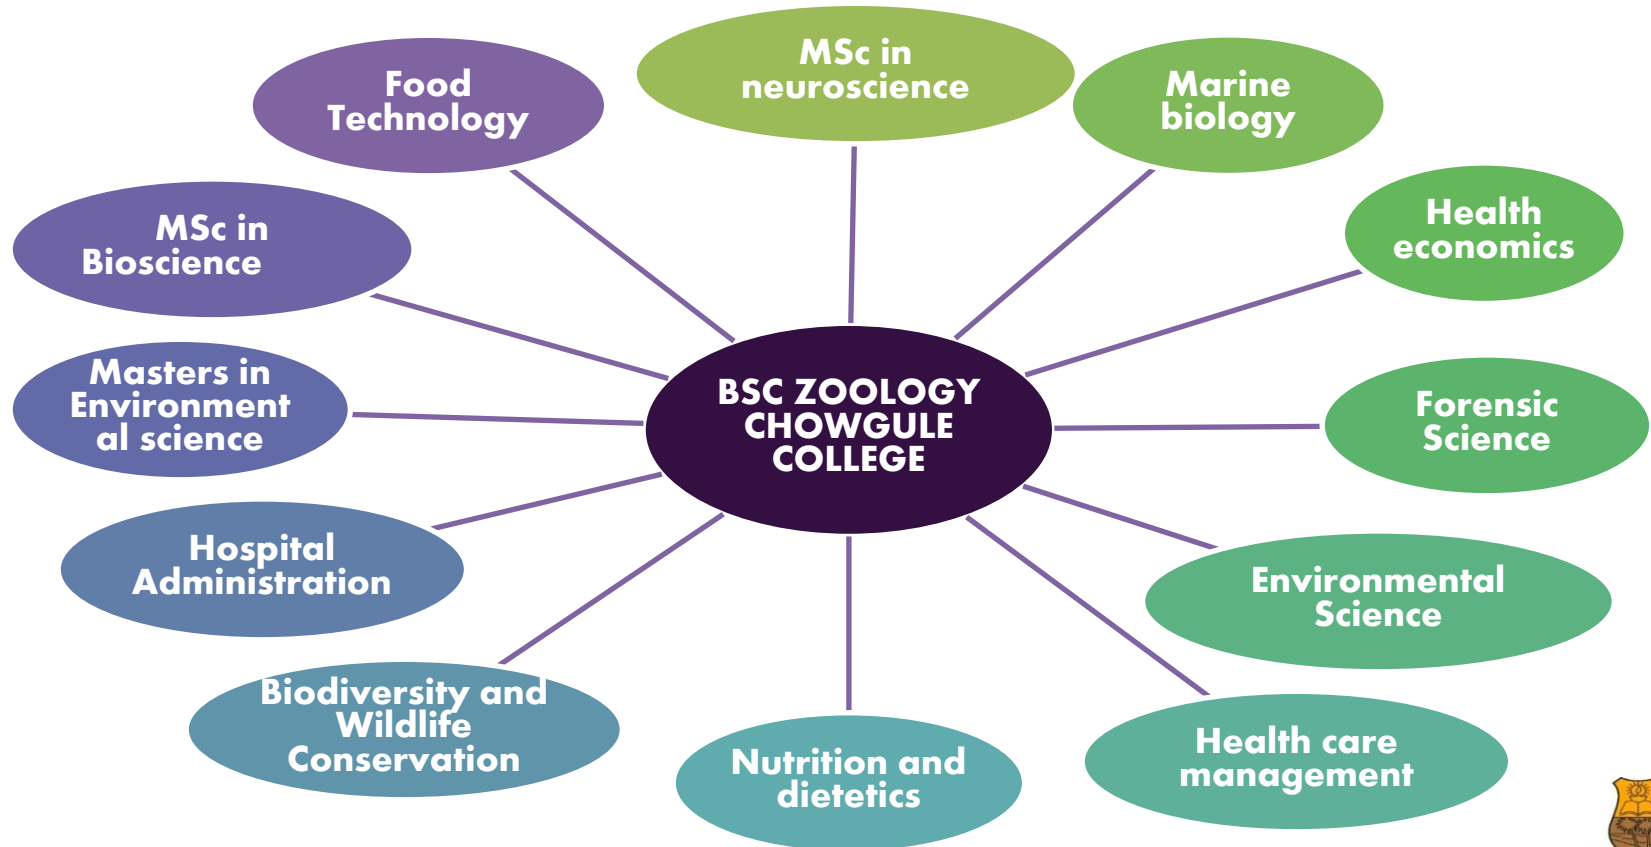 MSc in
neuroscience
Marine
biology
Health
economics
Forensic
Science
Environmental
Science
Health care
management
Nutrition and
dietetics
Biodiversity and
Wildlife
Conservation
Hospital
Administration
Masters in
Environment
al science
MSc in
Bioscience
Food
Technology
BSC ZOOLOGY
CHOWGULE
COLLEGE